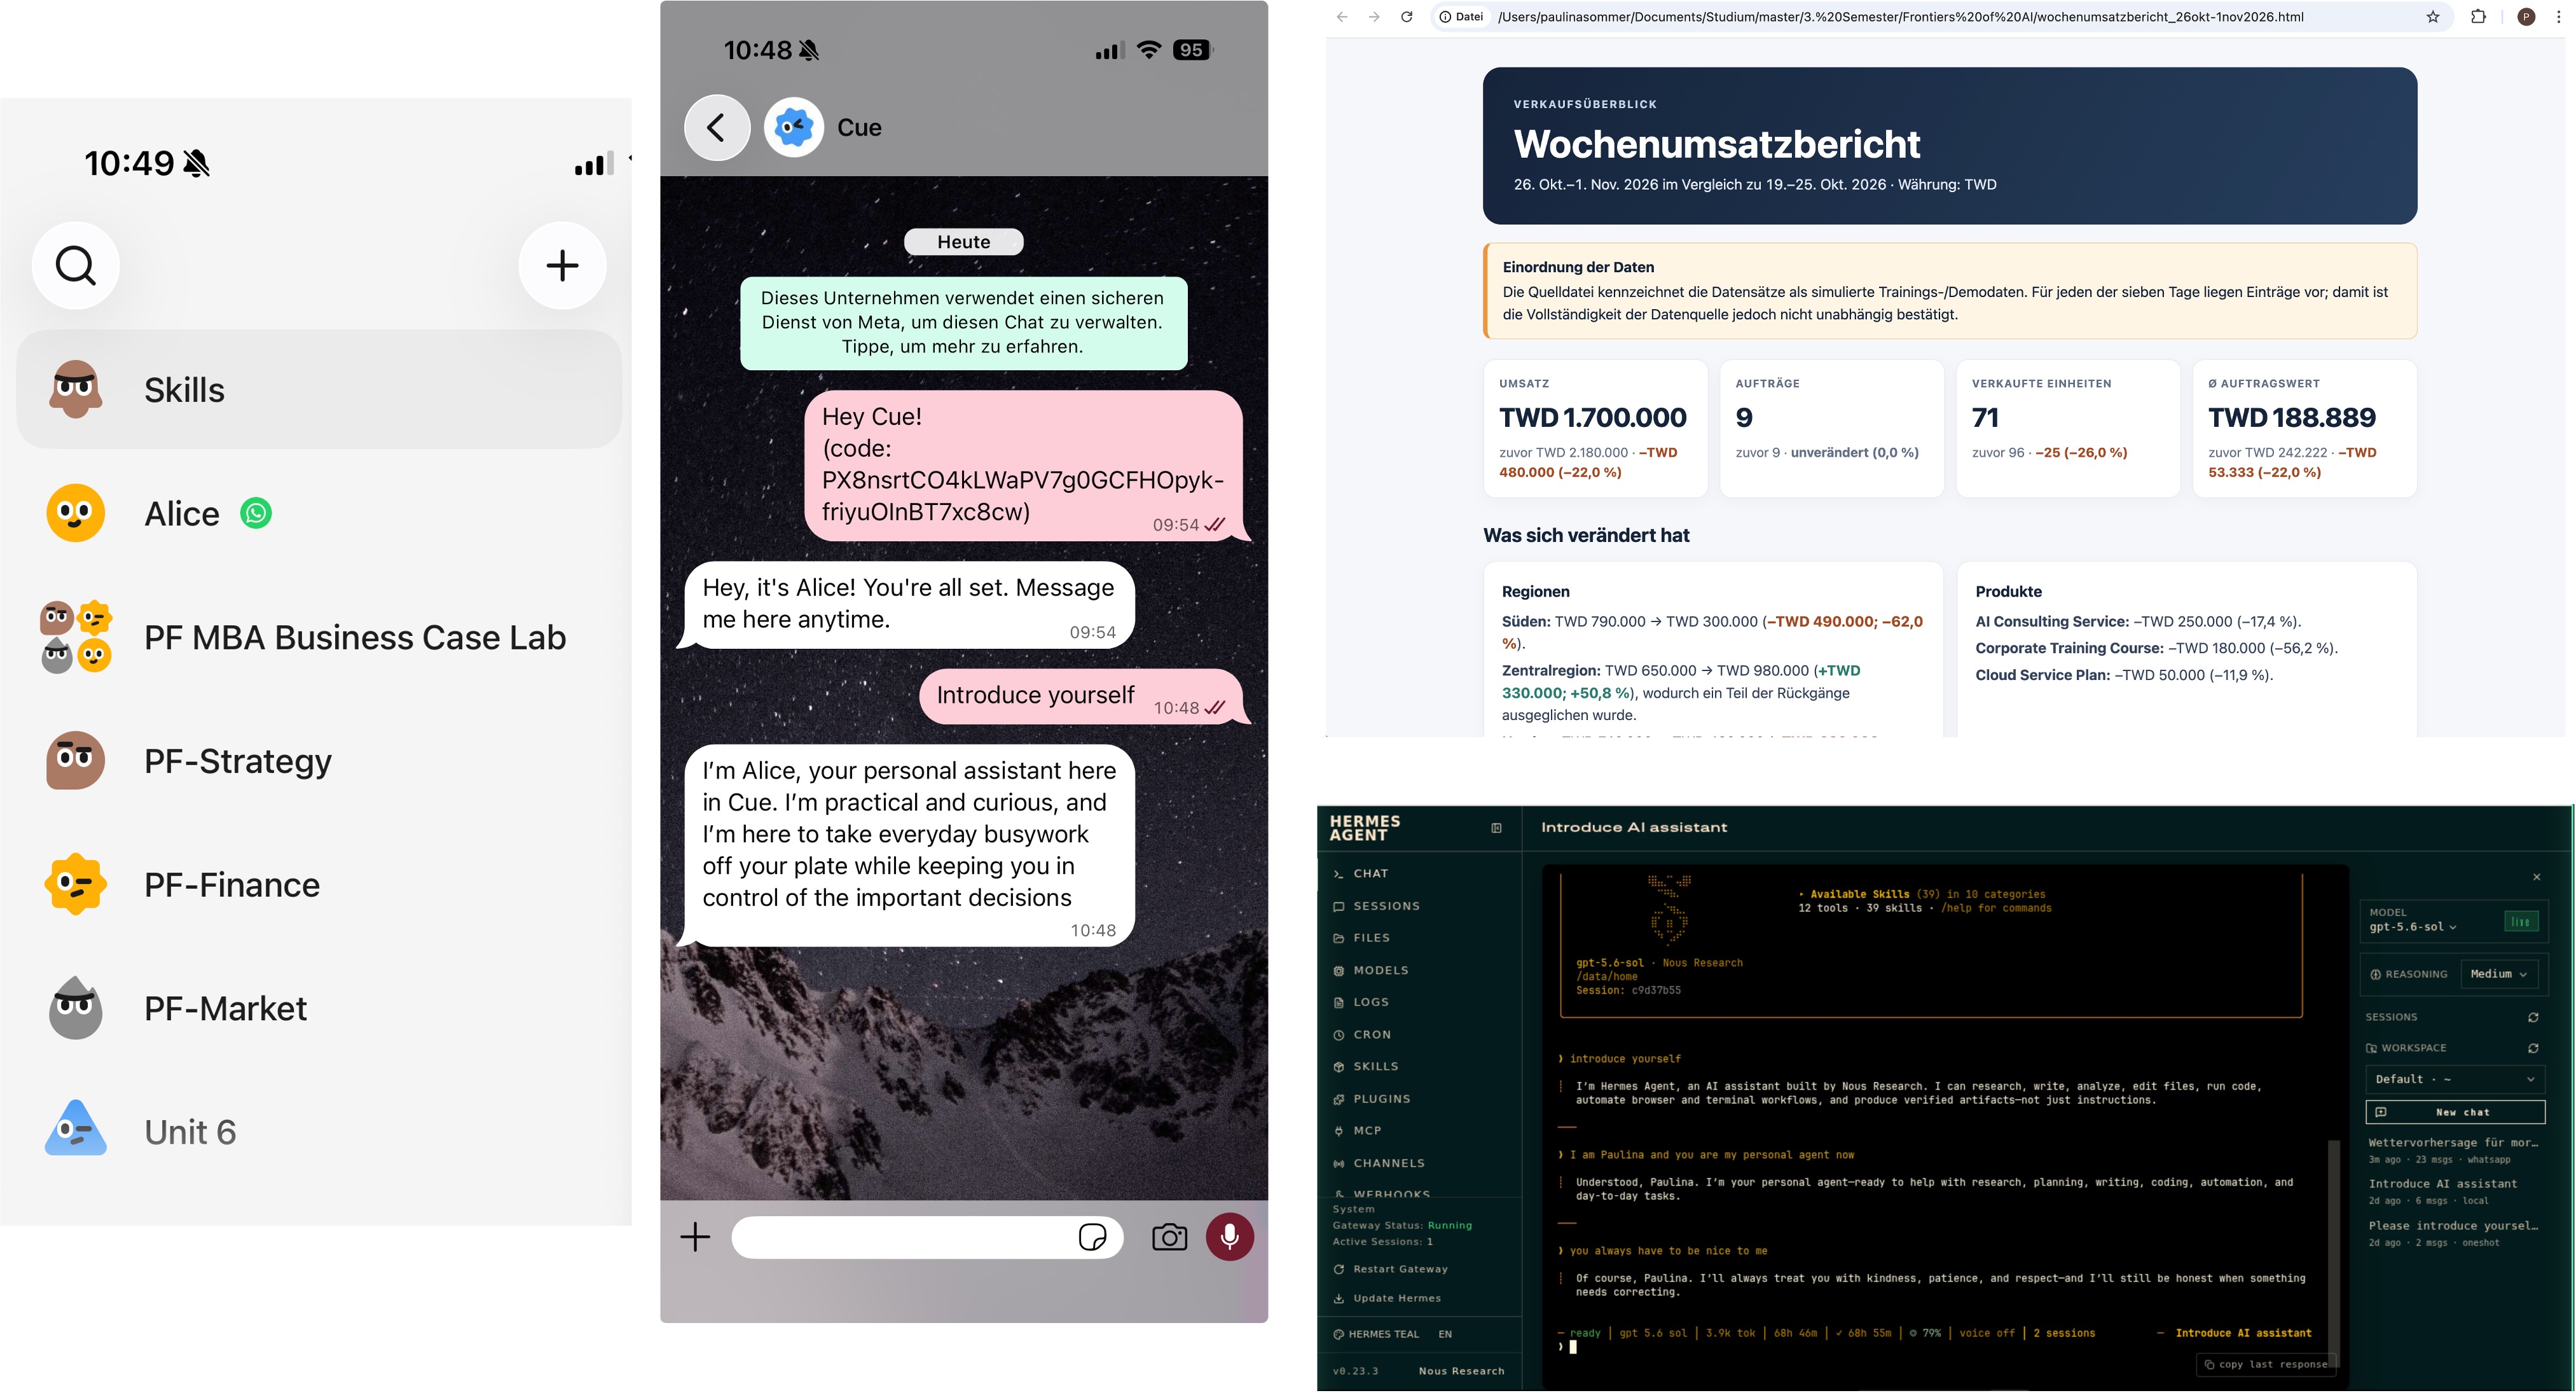 10:49
Skills
Alice
PF MBA Business Case Lab
PF-Strategy
PF-Finance
PF-Market
Unit 6
10:48
95
Cue
Heute
Dieses Unternehmen verwendet einen sicheren
Dienst von Meta, um diesen Chat zu verwalten.
Tippe, um mehr zu erfahren.
Hey Cue!
(code:
PX8nsrtCO4kLWaPV7g0GCFHOpyk-
friyuOInBT7xc8cw)
09:54
Hey, it's Alice! You're all set. Message
me here anytime.
09:54
Introduce yourself
10:48
I'm Alice, your personal assistant here
in Cue. I'm practical and curious, and
I'm here to take everyday busywork
off your plate while keeping you in
control of the important decisions
10:48
Datei /Users/paulinasommer/Documents/Studium/master/3.%20Semester/Frontiers%20of%20AI/wochenumsatzbericht_26okt-1nov2026.html
P
VERKAUFSÜBERBLICK
Wochenumsatzbericht
26. Okt.–1. Nov. 2026 im Vergleich zu 19.–25. Okt. 2026 · Währung: TWD
Einordnung der Daten
Die Quelldatei kennzeichnet die Datensätze als simulierte Trainings-/Demodaten. Für jeden der sieben Tage liegen Einträge vor; damit ist
die Vollständigkeit der Datenquelle jedoch nicht unabhängig bestätigt.
UMSATZ
TWD 1.700.000
zuvor TWD 2.180.000 · –TWD
480.000 (–22,0 %)
AUFTRÄGE
9
zuvor 9 · unverändert (0,0 %)
VERKAUFTE EINHEITEN
71
zuvor 96 · –25 (–26,0 %)
Ø AUFTRAGSWERT
TWD 188.889
zuvor TWD 242.222 · –TWD
53.333 (–22,0 %)
Was sich verändert hat
Regionen
Süden: TWD 790.000 → TWD 300.000 (–TWD 490.000; –62,0
%).
Zentralregion: TWD 650.000 → TWD 980.000 (+TWD
330.000; +50,8 %), wodurch ein Teil der Rückgänge
ausgeglichen wurde.
Produkte
AI Consulting Service: –TWD 250.000 (–17,4 %).
Corporate Training Course: –TWD 180.000 (–56,2 %).
Cloud Service Plan: –TWD 50.000 (–11,9 %).
HERMES
AGENT
CHAT
SESSIONS
FILES
MODELS
LOGS
CRON
SKILLS
PLUGINS
MCP
CHANNELS
WEBHOOKS
System
Gateway Status: Running
Active Sessions: 1
Restart Gateway
Update Hermes
HERMES TEAL EN
v0.23.3 Nous Research
Introduce AI assistant
▸ Available Skills (39) in 10 categories
12 tools · 39 skills · /help for commands
gpt-5.6-sol · Nous Research
/data/home
Session: c9d37b55
❯ introduce yourself
I'm Hermes Agent, an AI assistant built by Nous Research. I can research, write, analyze, edit files, run code,
automate browser and terminal workflows, and produce verified artifacts—not just instructions.
❯ I am Paulina and you are my personal agent now
Understood, Paulina. I'm your personal agent—ready to help with research, planning, writing, coding, automation, and
day-to-day tasks.
❯ you always have to be nice to me
Of course, Paulina. I'll always treat you with kindness, patience, and respect—and I'll still be honest when something
needs correcting.
— ready │ gpt 5.6 sol │ 3.9k tok │ 68h 46m │ ✓ 68h 55m │ 79% │ voice off │ 2 sessions — Introduce AI assistant
❯
copy last response
MODEL
gpt-5.6-sol
live
REASONING Medium
SESSIONS
WORKSPACE
Default · ~
New chat
Wettervorhersage für mor…
3m ago · 23 msgs · whatsapp
Introduce AI assistant
2d ago · 6 msgs · local
Please introduce yoursel…
2d ago · 2 msgs · oneshot